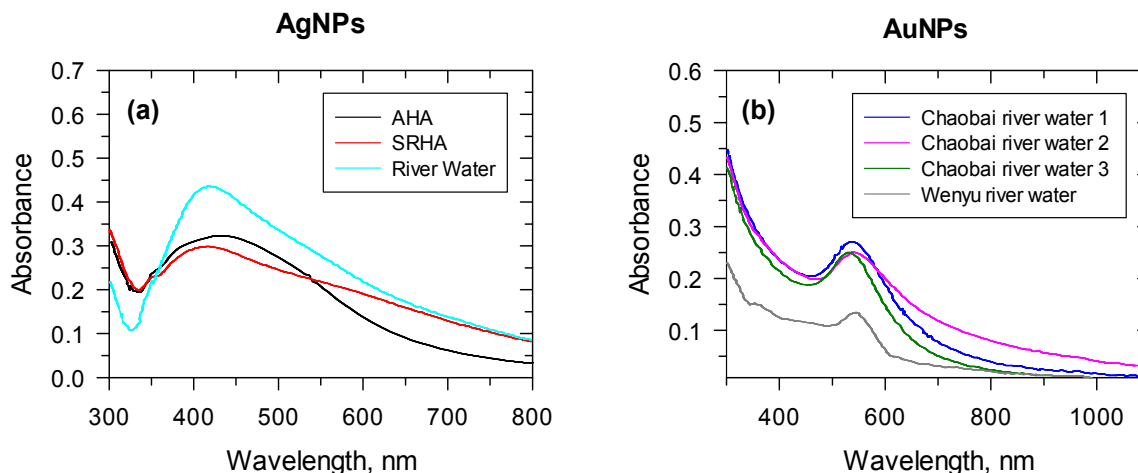 AgNPs
0.7
0.6
0.5
0.4
0.3
0.2
0.1
0.0
Absorbance
(a)
AHA
SRHA
River Water
300 400 500 600 700 800
Wavelength, nm
AuNPs
0.6
0.5
0.4
0.3
0.2
0.1
Absorbance
(b)
Chaobai river water 1
Chaobai river water 2
Chaobai river water 3
Wenyu river water
400 600 800 1000
Wavelength, nm